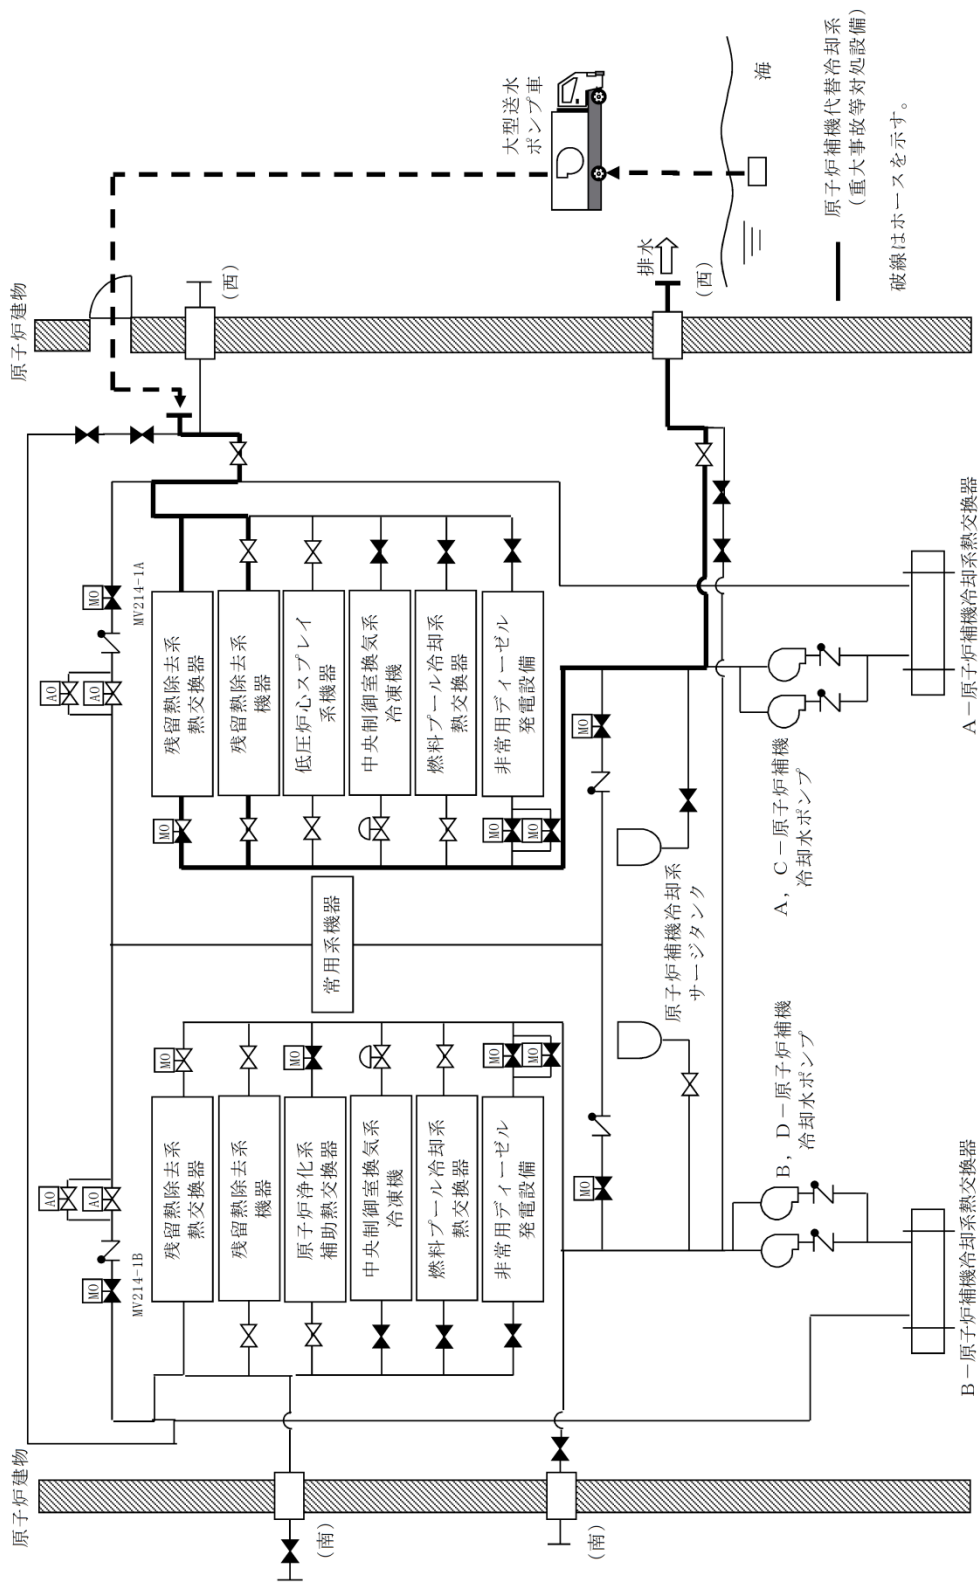 原子炉建物
大型送水
ポンプ車
海
原子炉補機代替冷却系
(重大事故等対処設備)
破線はホースを示す。
排水
(西)
(西)
原子炉建物
MO
MV214-1A
AO
AO
残留熱除去系
熱交換器
残留熱除去系
機器
低圧炉心スプレイ
系機器
中央制御室換気系
冷凍機
燃料プール冷却系
熱交換器
非常用ディーゼル
発電設備
MO
MO
MO
MO
常用系機器
原子炉補機冷却系
サージタンク
A,C-原子炉補機
冷却水ポンプ
A-原子炉補機冷却系熱交換器
AO
AO
MO
MV214-1B
MO
MO
MO
MO
残留熱除去系
熱交換器
残留熱除去系
機器
原子炉浄化系
補助熱交換器
中央制御室換気系
冷凍機
燃料プール冷却系
熱交換器
非常用ディーゼル
発電設備
MO
B,D-原子炉補機
冷却水ポンプ
B-原子炉補機冷却系熱交換器
(南)
(南)